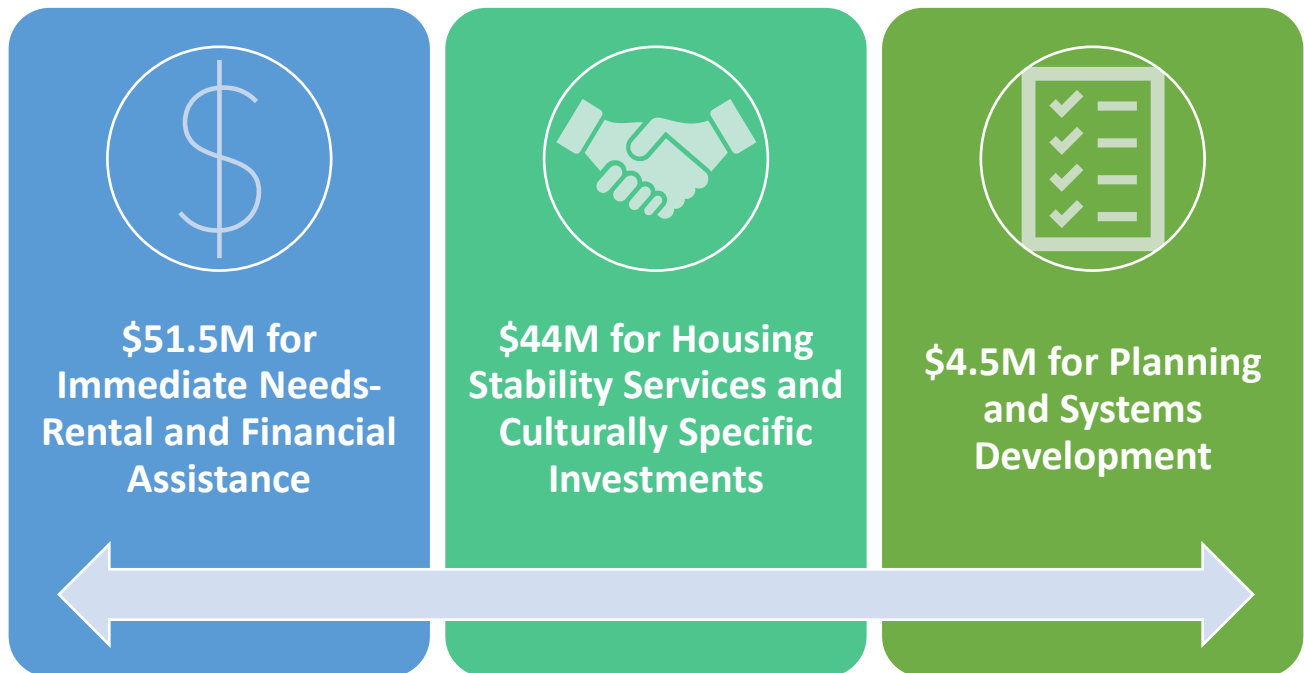 $51.5M for
Immediate Needs-
Rental and Financial
Assistance
$44M for Housing
Stability Services and
Culturally Specific
Investments
$4.5M for Planning
and Systems
Development